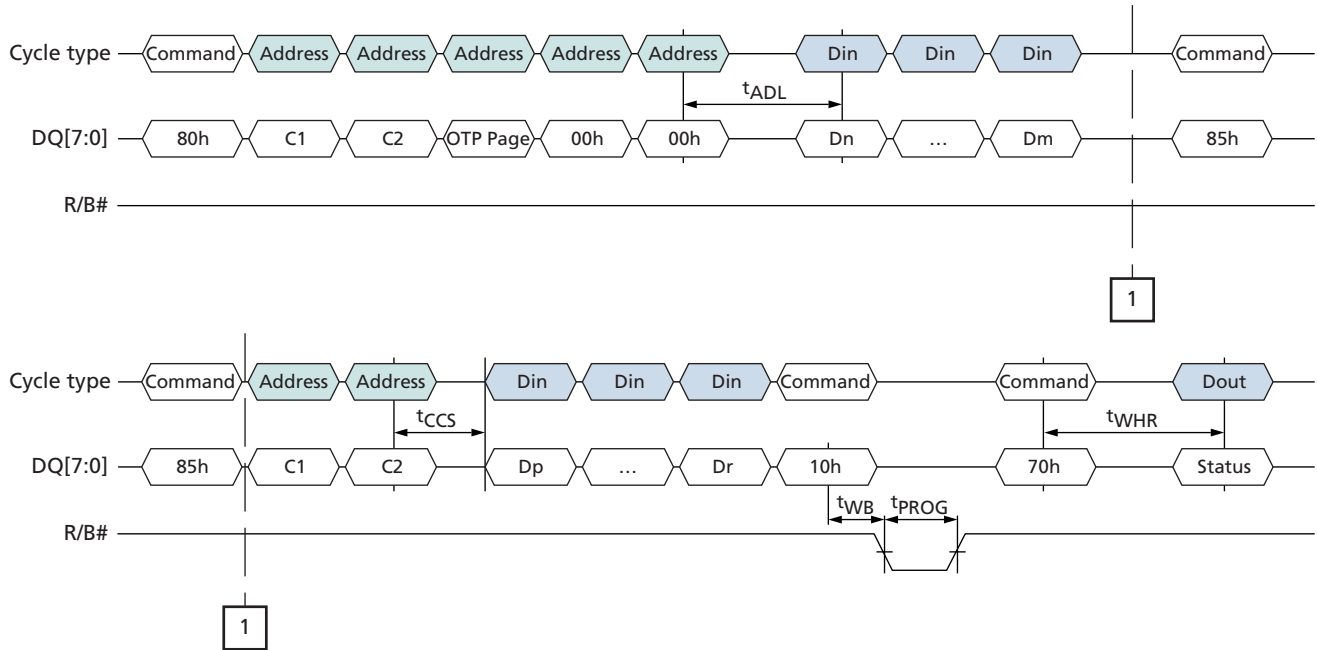 Cycle type Command Address Address Address Address Address Din Din Din Command
tADL
DQ[7:0] 80h C1 C2 OTP Page 00h 00h Dn … Dm 85h
R/B#
1
Cycle type Command Address Address Din Din Din Command Command Dout
tCCS tWHR
DQ[7:0] 85h C1 C2 Dp … Dr 10h 70h Status
tWB tPROG
R/B#
1